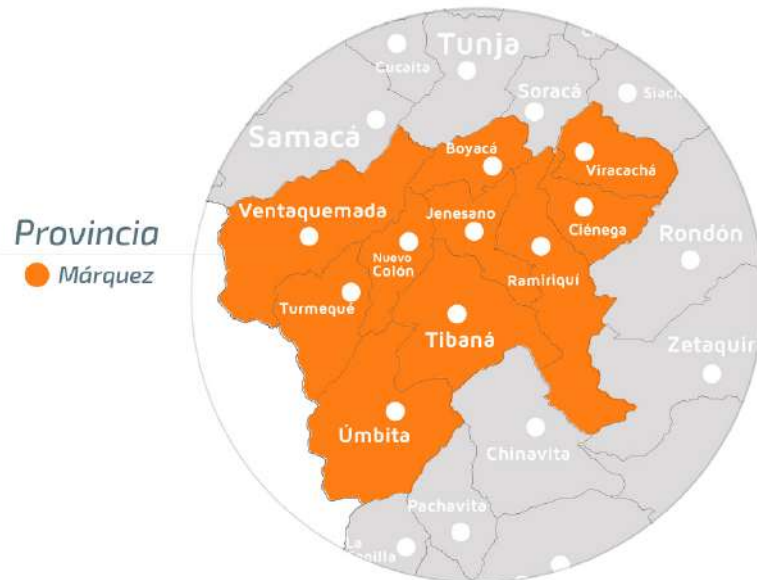 Tunja
Cucaita
Soracá
Samacá
Boyacá
Viracachá
Ventaquemada
Jenesano
Ciénega
Provincia
Márquez
Nuevo
Colón
Rondón
Ramiriquí
Turmequé
Tibaná
Úmbita
Chinavita
Pachavita